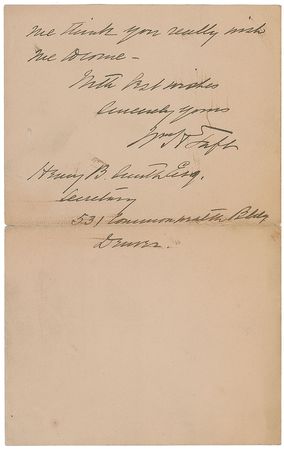 me think you really wish
me to come –
With best wishes
Sincerely yours
Wm H Taft
Henry B. Smith Esq.
Secretary
531 Commonwealth Bldg
Denver.